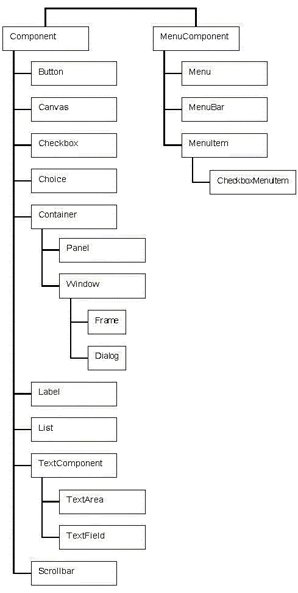 Component
Button
Canvas
Checkbox
Choice
Container
Panel
Window
Frame
Dialog
Label
List
TextComponent
TextArea
TextField
Scrollbar
MenuComponent
Menu
MenuBar
MenuItem
CheckboxMenuItem